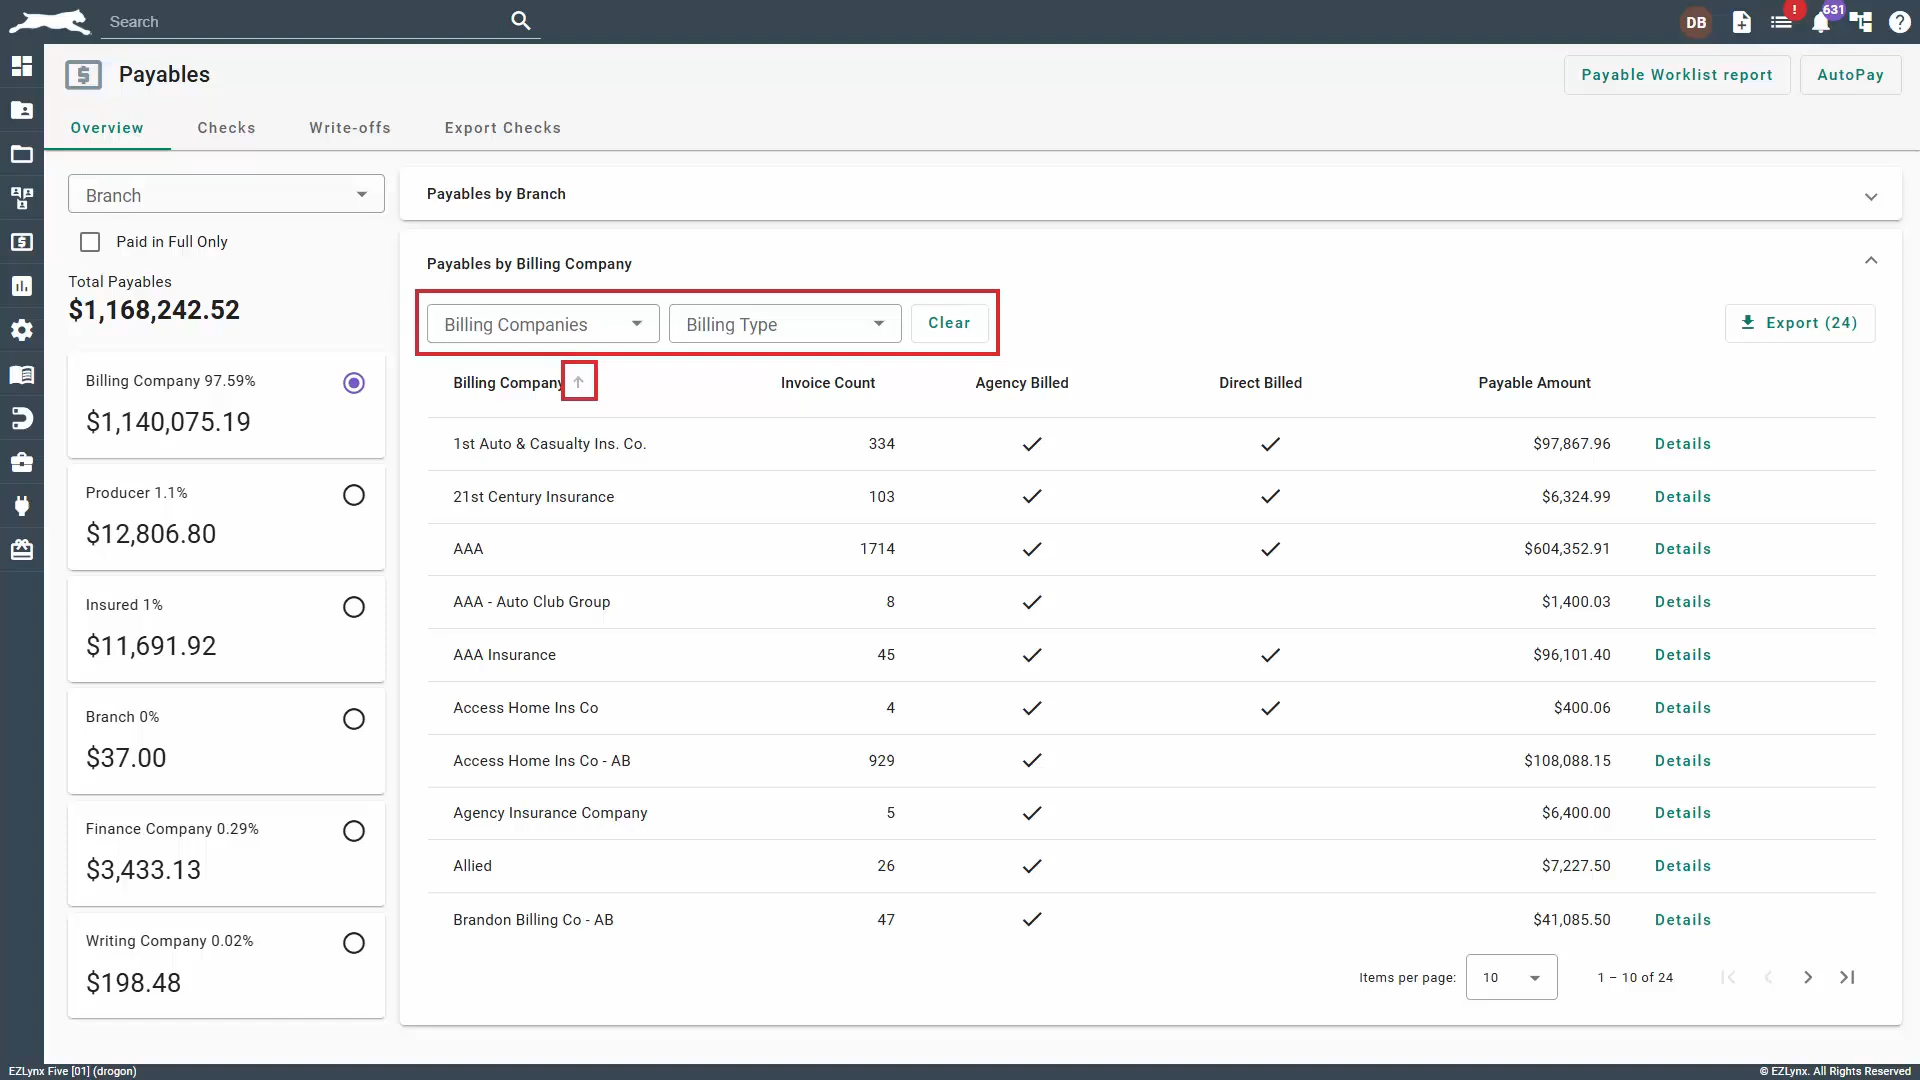 Search
DB
!
631
Payables
Payable Worklist report
AutoPay
Overview
Checks
Write-offs
Export Checks
Branch
Paid in Full Only
Total Payables
$1,168,242.52
Billing Company 97.59%
$1,140,075.19
Producer 1.1%
$12,806.80
Insured 1%
$11,691.92
Branch 0%
$37.00
Finance Company 0.29%
$3,433.13
Writing Company 0.02%
$198.48
Payables by Branch
Payables by Billing Company
Billing Companies
Billing Type
Clear
Export (24)
Billing Company Invoice Count Agency Billed Direct Billed Payable Amount
1st Auto & Casualty Ins. Co. 334 $97,867.96 Details
21st Century Insurance 103 $6,324.99 Details
AAA 1714 $604,352.91 Details
AAA - Auto Club Group 8 $1,400.03 Details
AAA Insurance 45 $96,101.40 Details
Access Home Ins Co 4 $400.06 Details
Access Home Ins Co - AB 929 $108,088.15 Details
Agency Insurance Company 5 $6,400.00 Details
Allied 26 $7,227.50 Details
Brandon Billing Co - AB 47 $41,085.50 Details
Items per page: 10 1 – 10 of 24
EZLynx Five [01] (drogon)
© EZLynx. All Rights Reserved